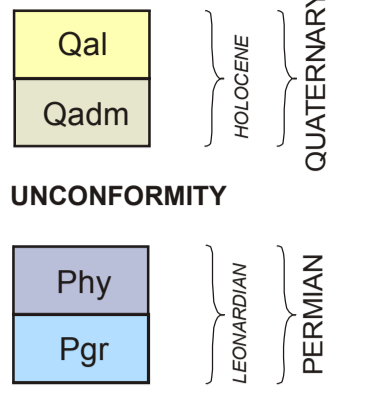 Qal
Qadm
HOLOCENE
QUATERNARY
UNCONFORMITY
Phy
Pgr
LEONARDIAN
PERMIAN